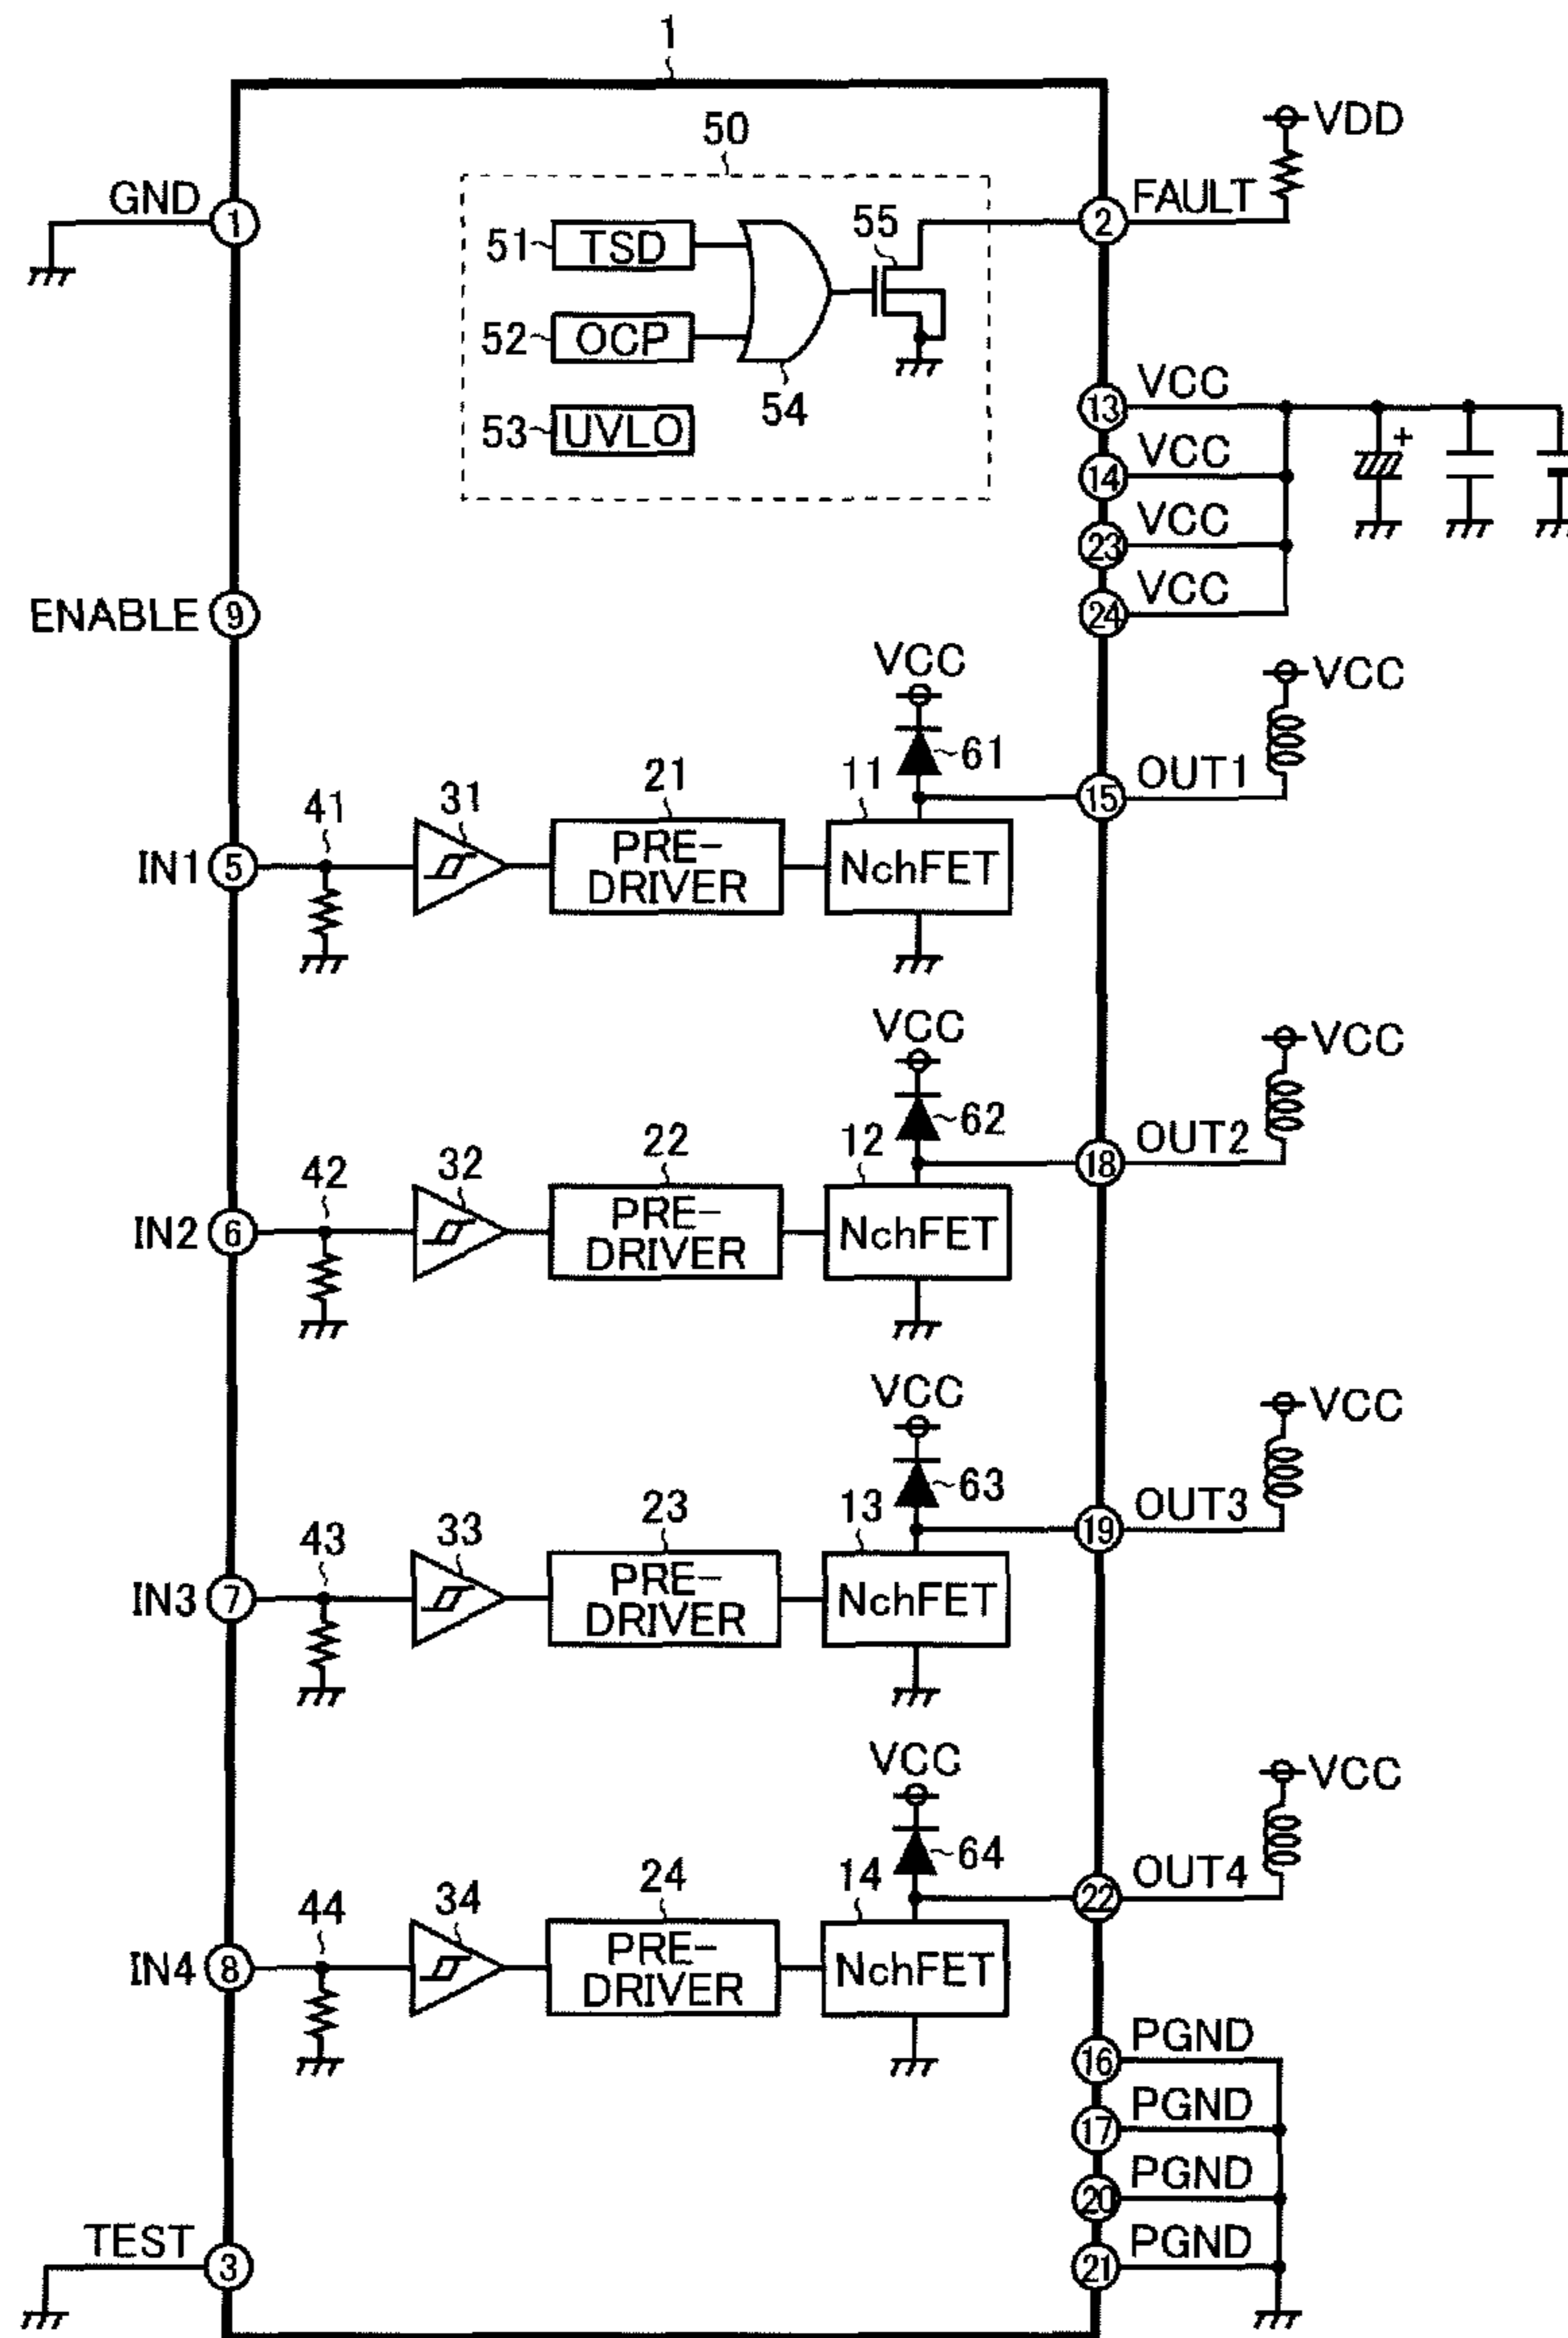 1
50
VDD
GND
1
2
FAULT
51
TSD
55
52
OCP
54
53
UVLO
13
VCC
+
14
VCC
23
VCC
24
VCC
ENABLE
9
VCC
VCC
61
OUT1
15
41
31
21
11
IN1
5
PRE-
DRIVER
NchFET
VCC
VCC
62
OUT2
18
42
32
22
12
IN2
6
PRE-
DRIVER
NchFET
VCC
VCC
63
OUT3
19
43
33
23
13
IN3
7
PRE-
DRIVER
NchFET
VCC
VCC
64
OUT4
22
44
34
24
14
IN4
8
PRE-
DRIVER
NchFET
16
PGND
17
PGND
20
PGND
TEST
3
21
PGND